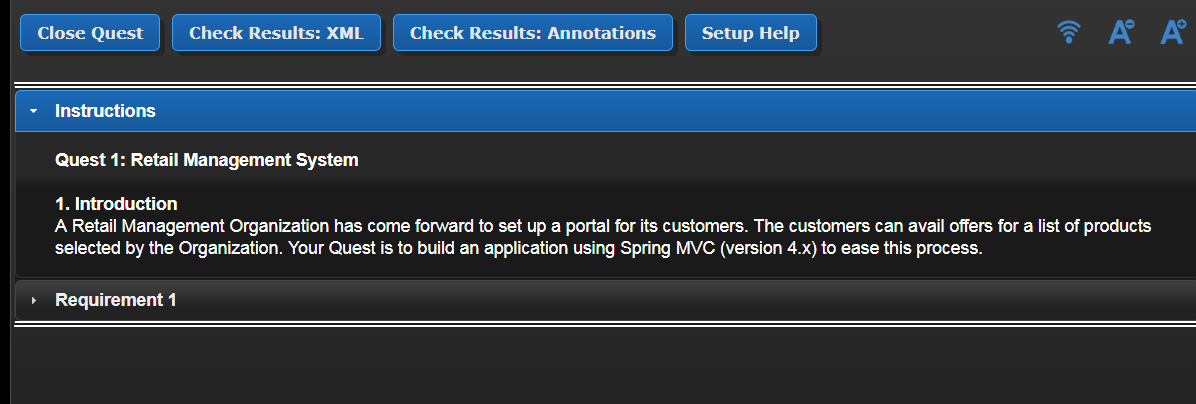 Close Quest Check Results: XML Check Results: Annotations Setup Help A- A+
Instructions
Quest 1: Retail Management System
1. Introduction
A Retail Management Organization has come forward to set up a portal for its customers. The customers can avail offers for a list of products
selected by the Organization. Your Quest is to build an application using Spring MVC (version 4.x) to ease this process.
Requirement 1